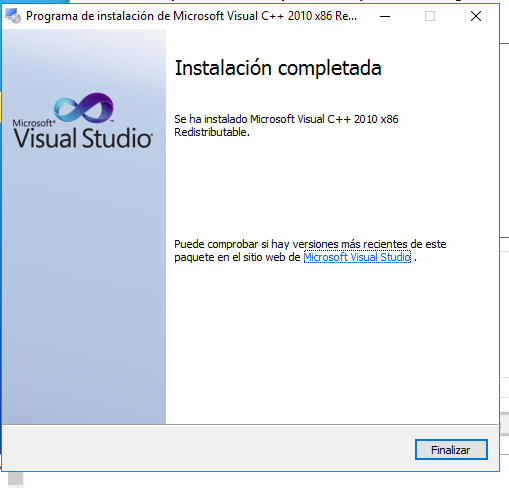 Programa de instalación de Microsoft Visual C++ 2010 x86 Re...
Instalación completada
Microsoft®
Visual Studio®
Se ha instalado Microsoft Visual C++ 2010 x86
Redistributable.
Puede comprobar si hay versiones más recientes de este
paquete en el sitio web de Microsoft Visual Studio .
Finalizar